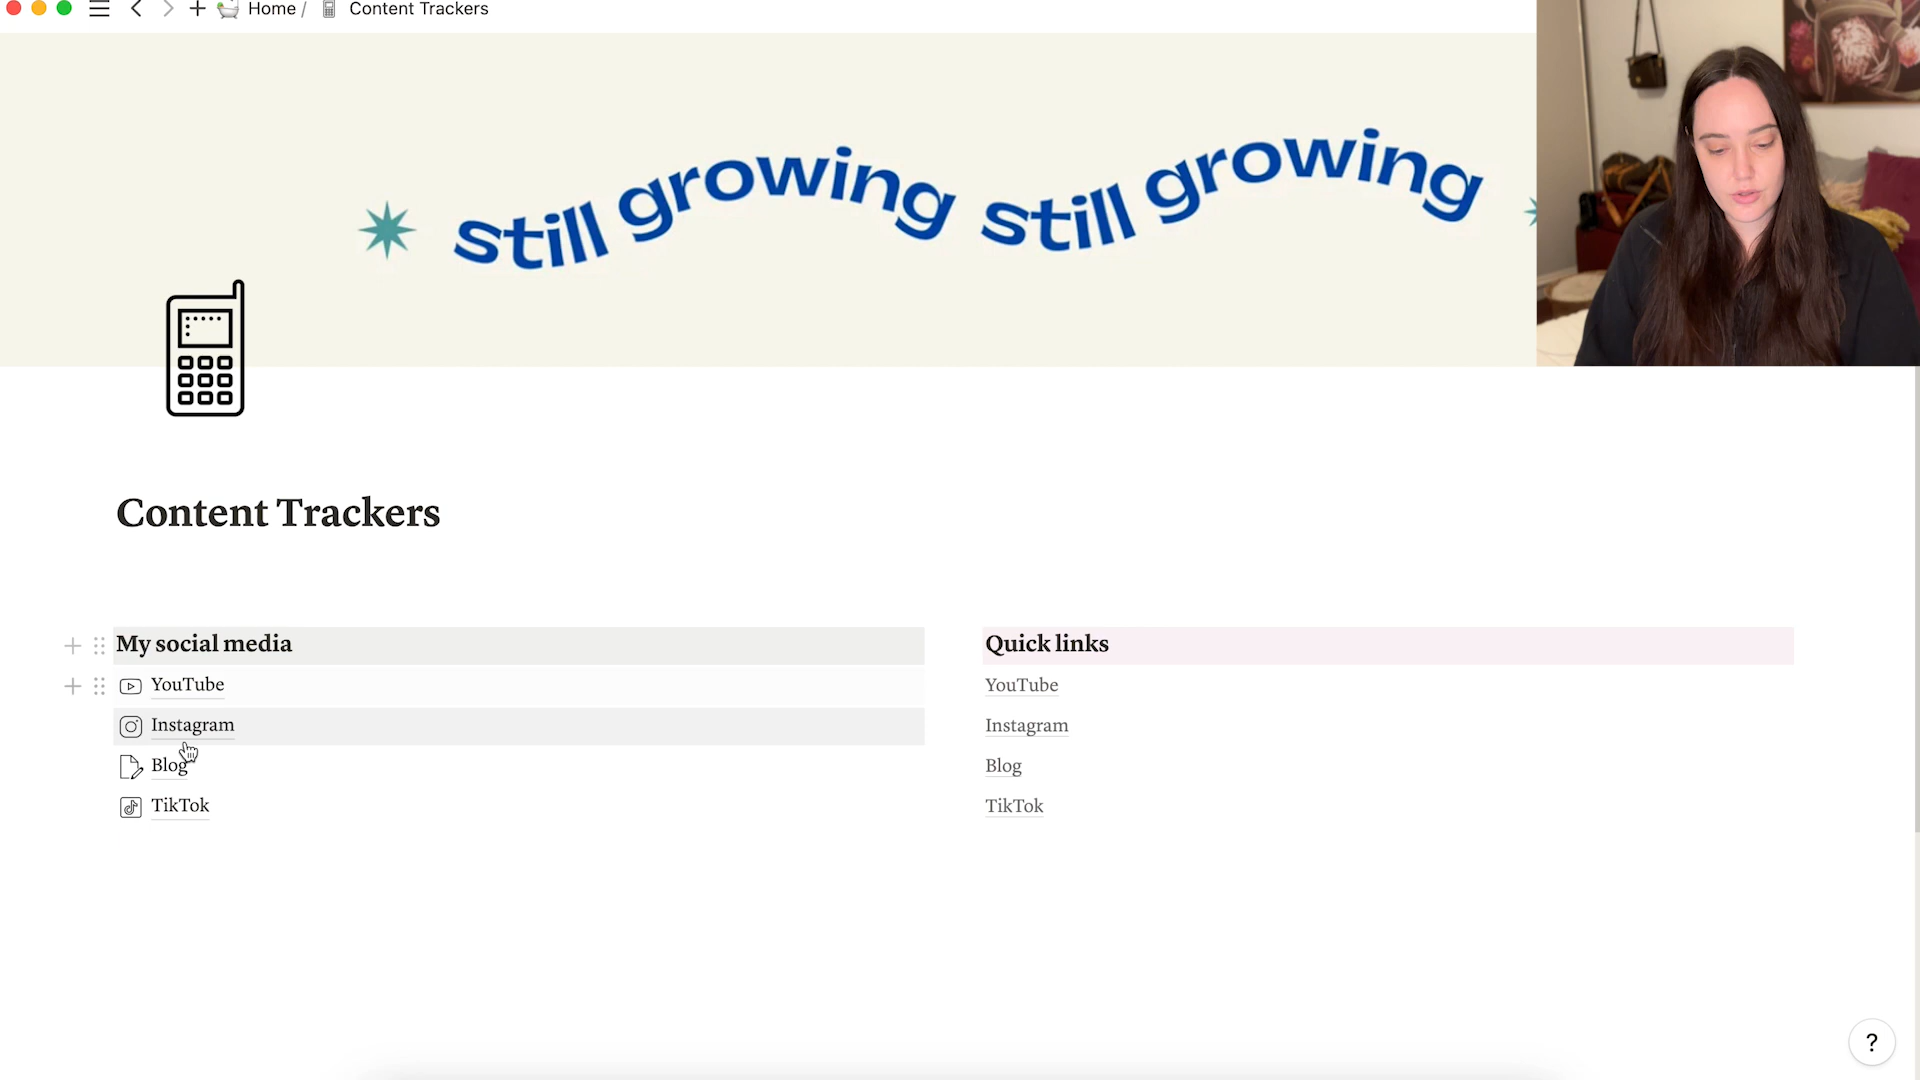 Home / Content Trackers
still growing still growing
Content Trackers
My social media
YouTube
Instagram
Blog
TikTok
Quick links
YouTube
Instagram
Blog
TikTok
?